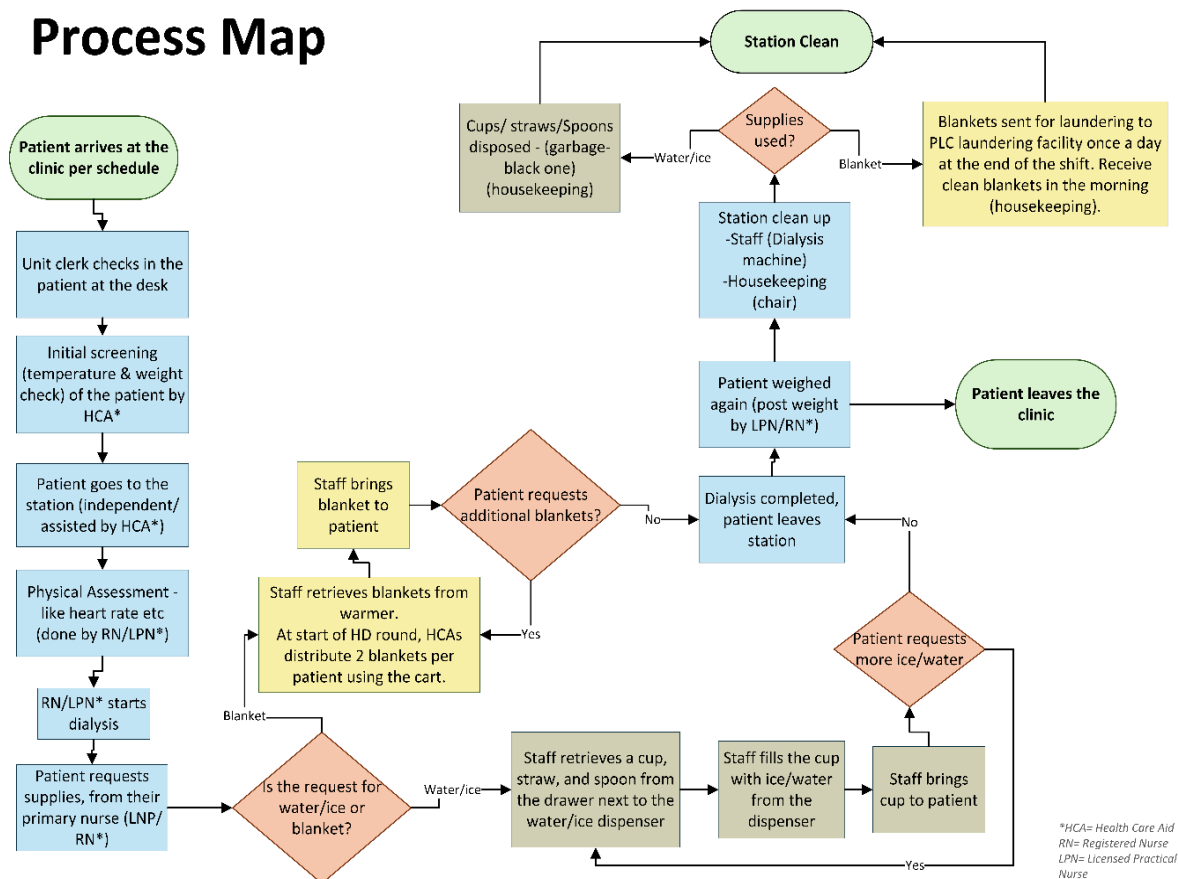 Process Map
Patient arrives at the
clinic per schedule
Unit clerk checks in the
patient at the desk
Initial screening
(temperature & weight
check) of the patient by
HCA*
Patient goes to the
station (independent/
assisted by HCA*)
Physical Assessment -
like heart rate etc
(done by RN/LPN*)
RN/LPN* starts
dialysis
Patient requests
supplies, from their
primary nurse (LNP/
RN*)
Is the request for
water/ice or
blanket?
Blanket
Staff retrieves blankets from
warmer.
At start of HD round, HCAs
distribute 2 blankets per
patient using the cart.
Staff brings
blanket to
patient
Patient requests
additional blankets?
Yes
No
Water/ice
Staff retrieves a cup,
straw, and spoon from
the drawer next to the
water/ice dispenser
Staff fills the cup
with ice/water
from the
dispenser
Staff brings
cup to patient
Patient requests
more ice/water
Yes
No
Dialysis completed,
patient leaves
station
Patient weighed
again (post weight
by LPN/RN*)
Patient leaves the
clinic
Station clean up
-Staff (Dialysis
machine)
-Housekeeping
(chair)
Supplies
used?
Water/ice
Cups/ straws/Spoons
disposed - (garbage-
black one)
(housekeeping)
Blanket
Blankets sent for laundering to
PLC laundering facility once a day
at the end of the shift. Receive
clean blankets in the morning
(housekeeping).
Station Clean
*HCA= Health Care Aid
RN= Registered Nurse
LPN= Licensed Practical
Nurse